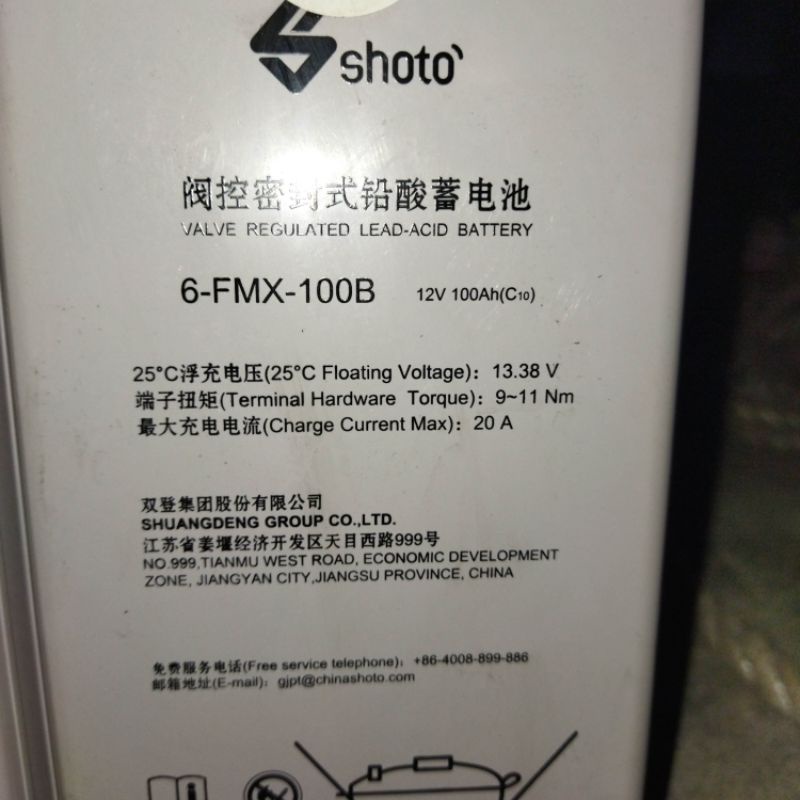 shoto
阀控密封式铅酸蓄电池
VALVE REGULATED LEAD-ACID BATTERY
6-FMX-100B 12V 100Ah(C₁₀)
25°C浮充电压(25°C Floating Voltage)：13.38 V
端子扭矩(Terminal Hardware Torque)：9~11 Nm
最大充电电流(Charge Current Max)：20 A
双登集团股份有限公司
SHUANGDENG GROUP CO.,LTD.
江苏省姜堰经济开发区天目西路999号
NO.999,TIANMU WEST ROAD, ECONOMIC DEVELOPMENT
ZONE, JIANGYAN CITY,JIANGSU PROVINCE, CHINA
免费服务电话(Free service telephone)：+86-4008-899-886
邮箱地址(E-mail)：gjpt@chinashoto.com